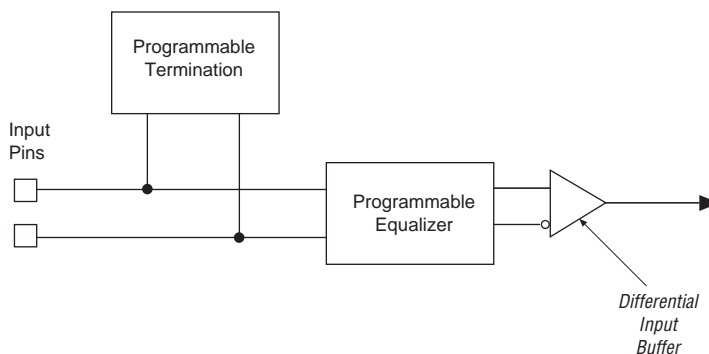 Programmable
Termination
Input
Pins
Programmable
Equalizer
Differential
Input
Buffer